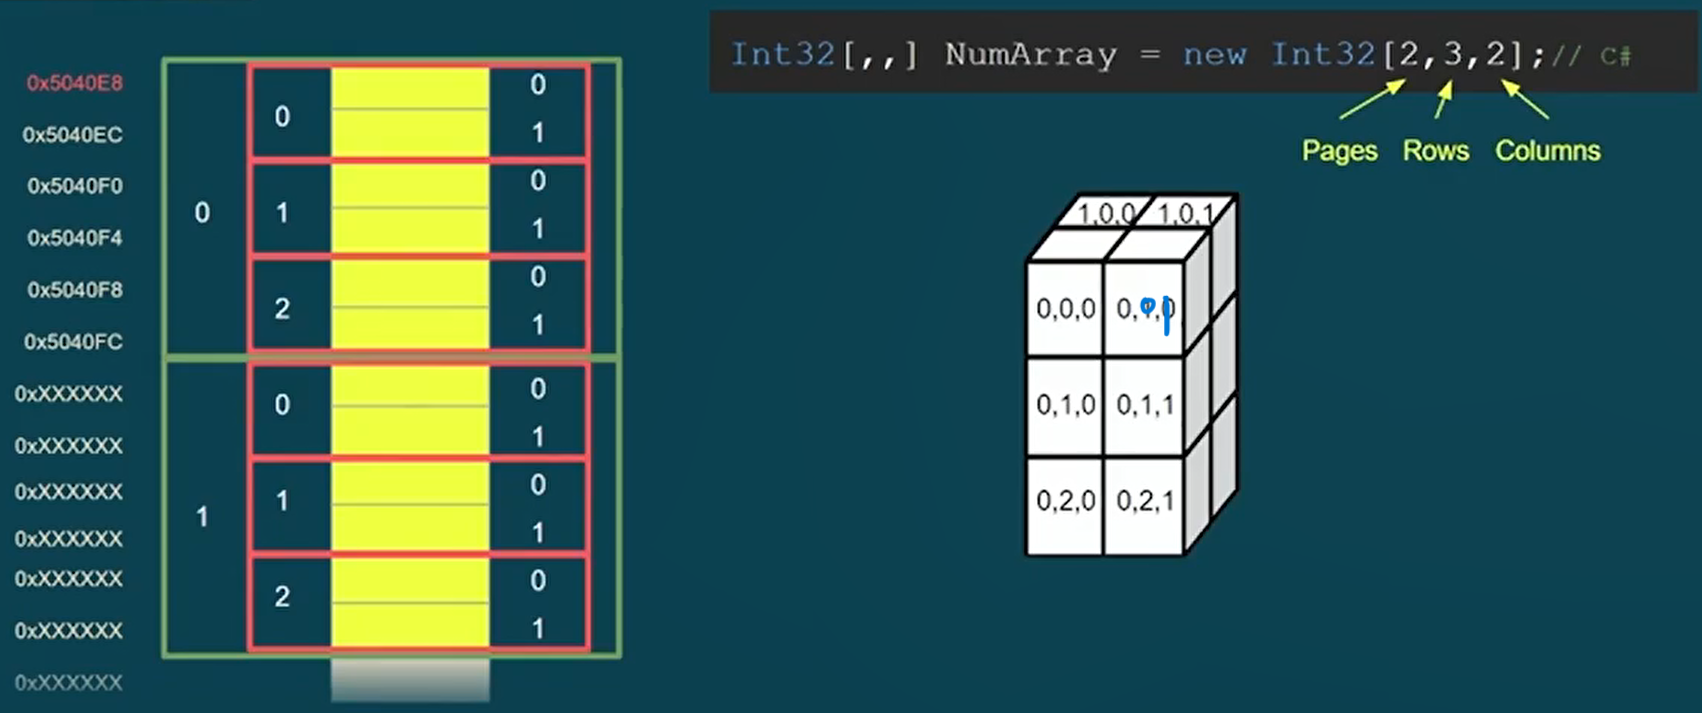 Int32[,,] NumArray = new Int32[2,3,2];// C#
Pages Rows Columns
0x5040E8
0x5040EC
0x5040F0
0x5040F4
0x5040F8
0x5040FC
0xXXXXXX
0xXXXXXX
0xXXXXXX
0xXXXXXX
0xXXXXXX
0xXXXXXX
0xXXXXXX
0
0
0
1
1
0
1
2
0
1
1
0
0
1
1
0
1
2
0
1
1,0,0 1,0,1
0,0,0 0,0,1
0,1,0 0,1,1
0,2,0 0,2,1